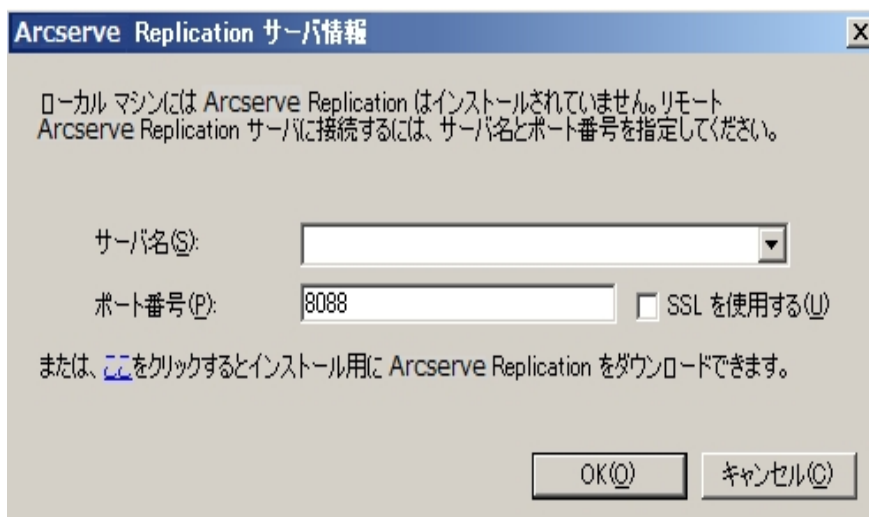 Arcserve Replication サーバ情報
ローカル マシンには Arcserve Replication はインストールされていません。リモート
Arcserve Replication サーバに接続するには、サーバ名とポート番号を指定してください。
サーバ名(S):
ポート番号(P): 8088 SSL を使用する(U)
または、ここをクリックするとインストール用に Arcserve Replication をダウンロードできます。
OK(O) キャンセル(C)